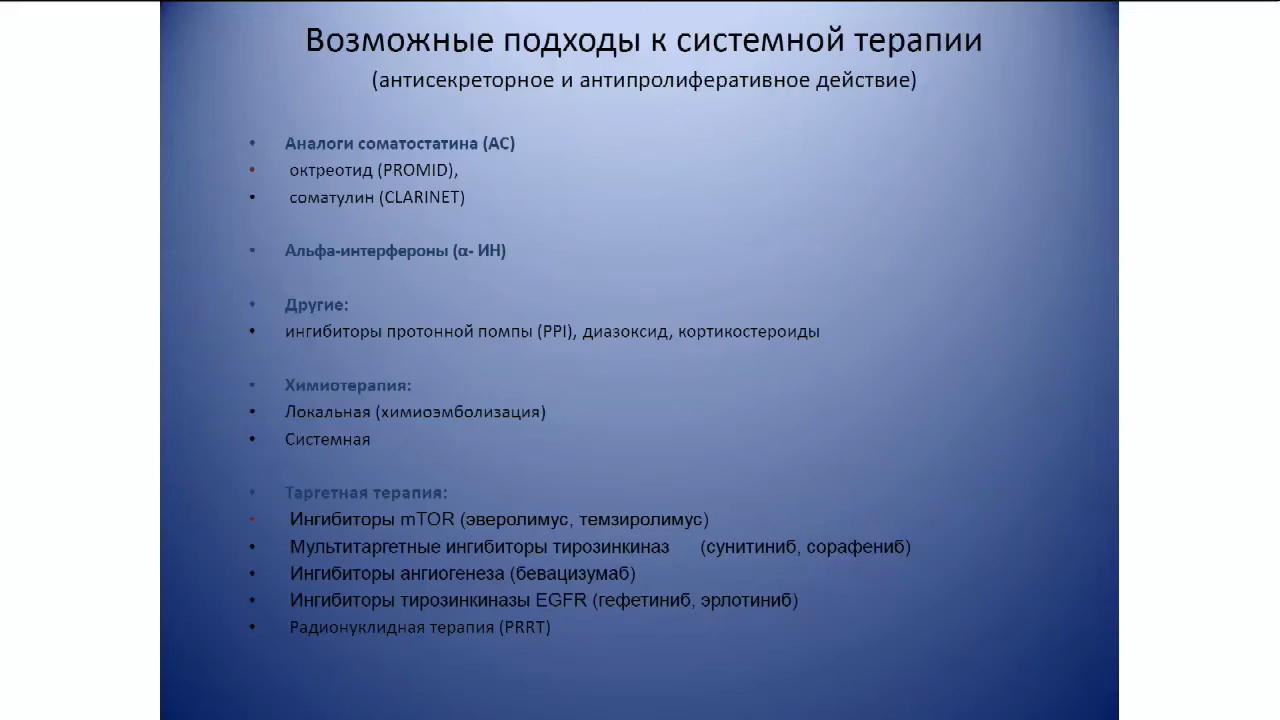 Возможные подходы к системной терапии
(антисекреторное и антипролиферативное действие)
• Аналоги соматостатина (АС)
• октреотид (PROMID),
• соматулин (CLARINET)
• Альфа-интерфероны (α- ИН)
• Другие:
• ингибиторы протонной помпы (PPI), диазоксид, кортикостероиды
• Химиотерапия:
• Локальная (химиоэмболизация)
• Системная
• Таргетная терапия:
• Ингибиторы mTOR (эверолимус, темзиролимус)
• Мультитаргетные ингибиторы тирозинкиназ (сунитиниб, сорафениб)
• Ингибиторы ангиогенеза (бевацизумаб)
• Ингибиторы тирозинкиназы EGFR (гефетиниб, эрлотиниб)
• Радионуклидная терапия (PRRT)